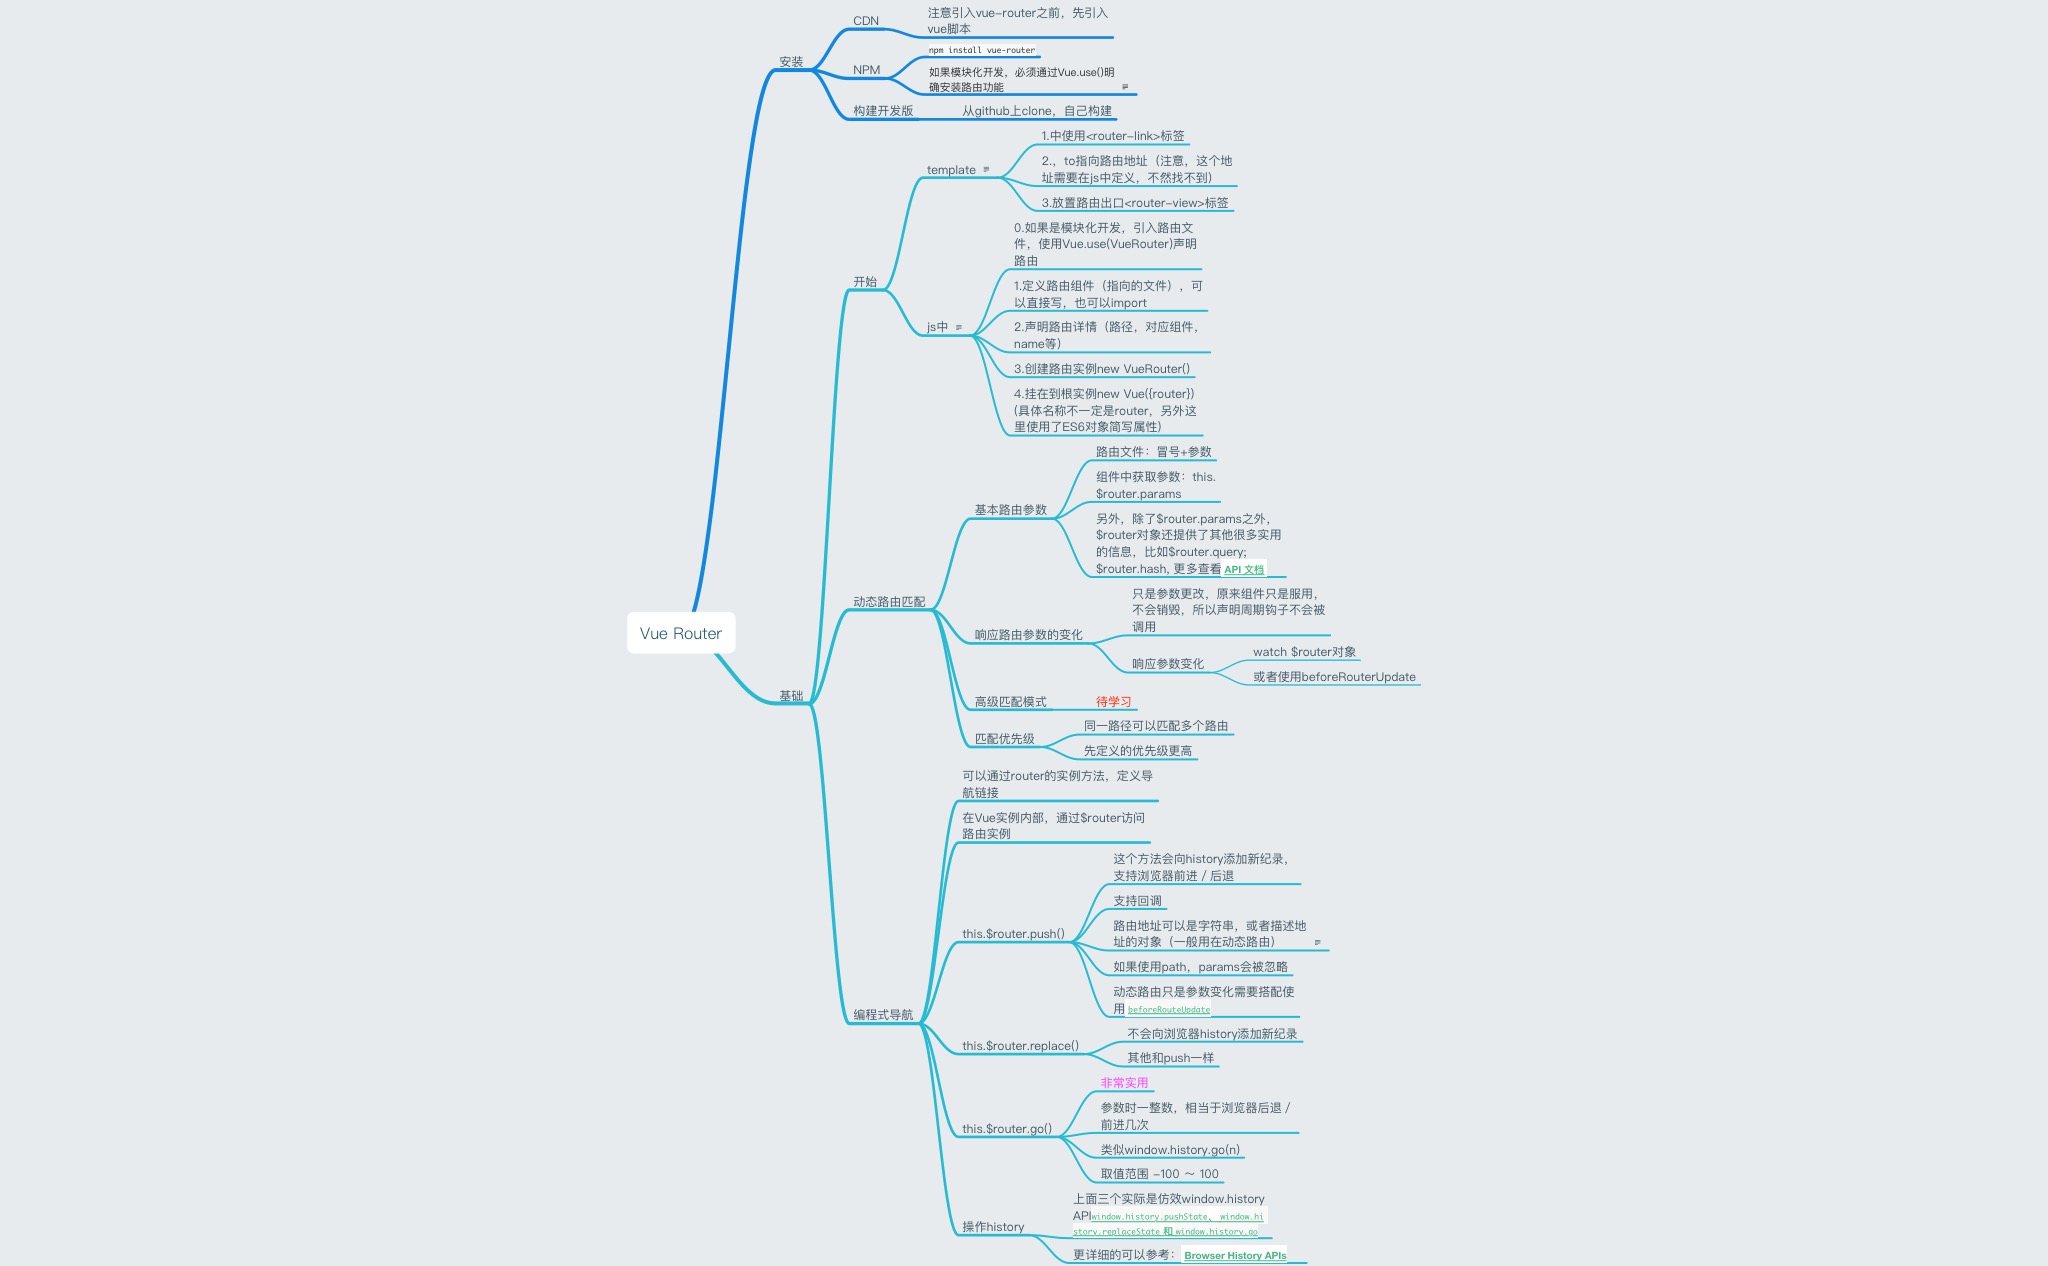 Vue Router
安装
CDN
注意引入vue-router之前，先引入
vue脚本
NPM
npm install vue-router
如果模块化开发，必须通过Vue.use()明
确安装路由功能
构建开发版
从github上clone，自己构建
基础
开始
template
1.中使用<router-link>标签
2.，to指向路由地址（注意，这个地
址需要在js中定义，不然找不到）
3.放置路由出口<router-view>标签
js中
0.如果是模块化开发，引入路由文
件，使用Vue.use(VueRouter)声明
路由
1.定义路由组件（指向的文件），可
以直接写，也可以import
2.声明路由详情（路径，对应组件，
name等）
3.创建路由实例new VueRouter()
4.挂在到根实例new Vue({router})
(具体名称不一定是router，另外这
里使用了ES6对象简写属性)
动态路由匹配
基本路由参数
路由文件：冒号+参数
组件中获取参数：this.
$router.params
另外，除了$router.params之外，
$router对象还提供了其他很多实用
的信息，比如$router.query;
$router.hash, 更多查看 API 文档
响应路由参数的变化
只是参数更改，原来组件只是服用，
不会销毁，所以声明周期钩子不会被
调用
响应参数变化
watch $router对象
或者使用beforeRouterUpdate
高级匹配模式
待学习
匹配优先级
同一路径可以匹配多个路由
先定义的优先级更高
编程式导航
可以通过router的实例方法，定义导
航链接
在Vue实例内部，通过$router访问
路由实例
this.$router.push()
这个方法会向history添加新纪录，
支持浏览器前进 / 后退
支持回调
路由地址可以是字符串，或者描述地
址的对象（一般用在动态路由）
如果使用path，params会被忽略
动态路由只是参数变化需要搭配使
用 beforeRouteUpdate
this.$router.replace()
不会向浏览器history添加新纪录
其他和push一样
this.$router.go()
非常实用
参数时一整数，相当于浏览器后退 /
前进几次
类似window.history.go(n)
取值范围 -100 ～ 100
操作history
上面三个实际是仿效window.history
API window.history.pushState、 window.hi
story.replaceState 和 window.history.go
更详细的可以参考： Browser History APIs